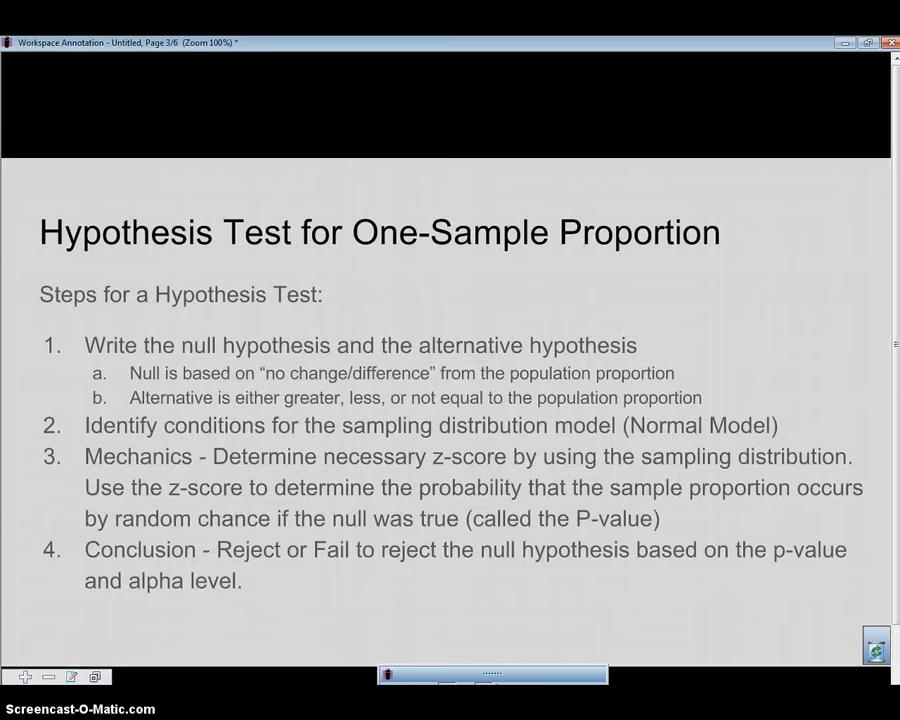 Workspace Annotation - Untitled, Page 3/6 (Zoom 100%) *
Hypothesis Test for One-Sample Proportion
Steps for a Hypothesis Test:
1. Write the null hypothesis and the alternative hypothesis
a. Null is based on “no change/difference” from the population proportion
b. Alternative is either greater, less, or not equal to the population proportion
2. Identify conditions for the sampling distribution model (Normal Model)
3. Mechanics - Determine necessary z-score by using the sampling distribution.
Use the z-score to determine the probability that the sample proportion occurs
by random chance if the null was true (called the P-value)
4. Conclusion - Reject or Fail to reject the null hypothesis based on the p-value
and alpha level.
Screencast-O-Matic.com